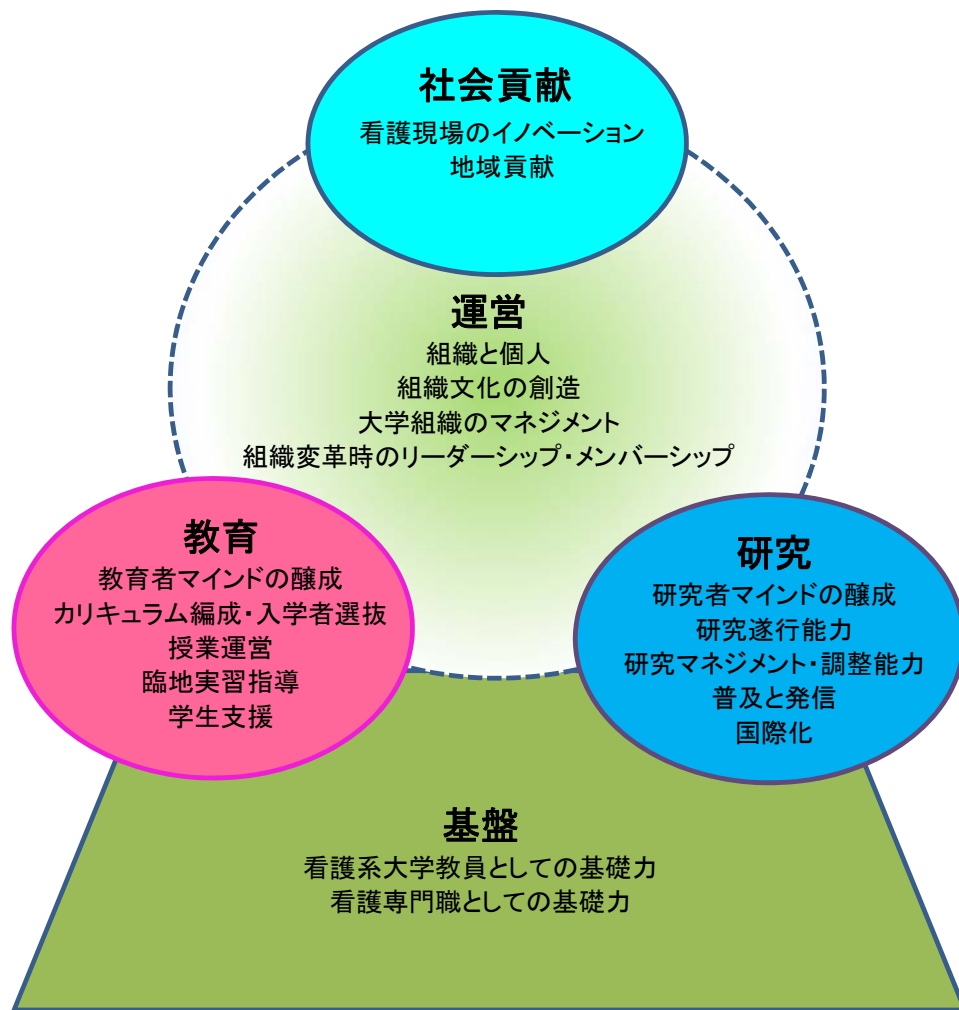 社会貢献
看護現場のイノベーション
地域貢献
運営
組織と個人
組織文化の創造
大学組織のマネジメント
組織変革時のリーダーシップ・メンバーシップ
教育
教育者マインドの醸成
カリキュラム編成・入学者選抜
授業運営
臨地実習指導
学生支援
研究
研究者マインドの醸成
研究遂行能力
研究マネジメント・調整能力
普及と発信
国際化
基盤
看護系大学教員としての基礎力
看護専門職としての基礎力